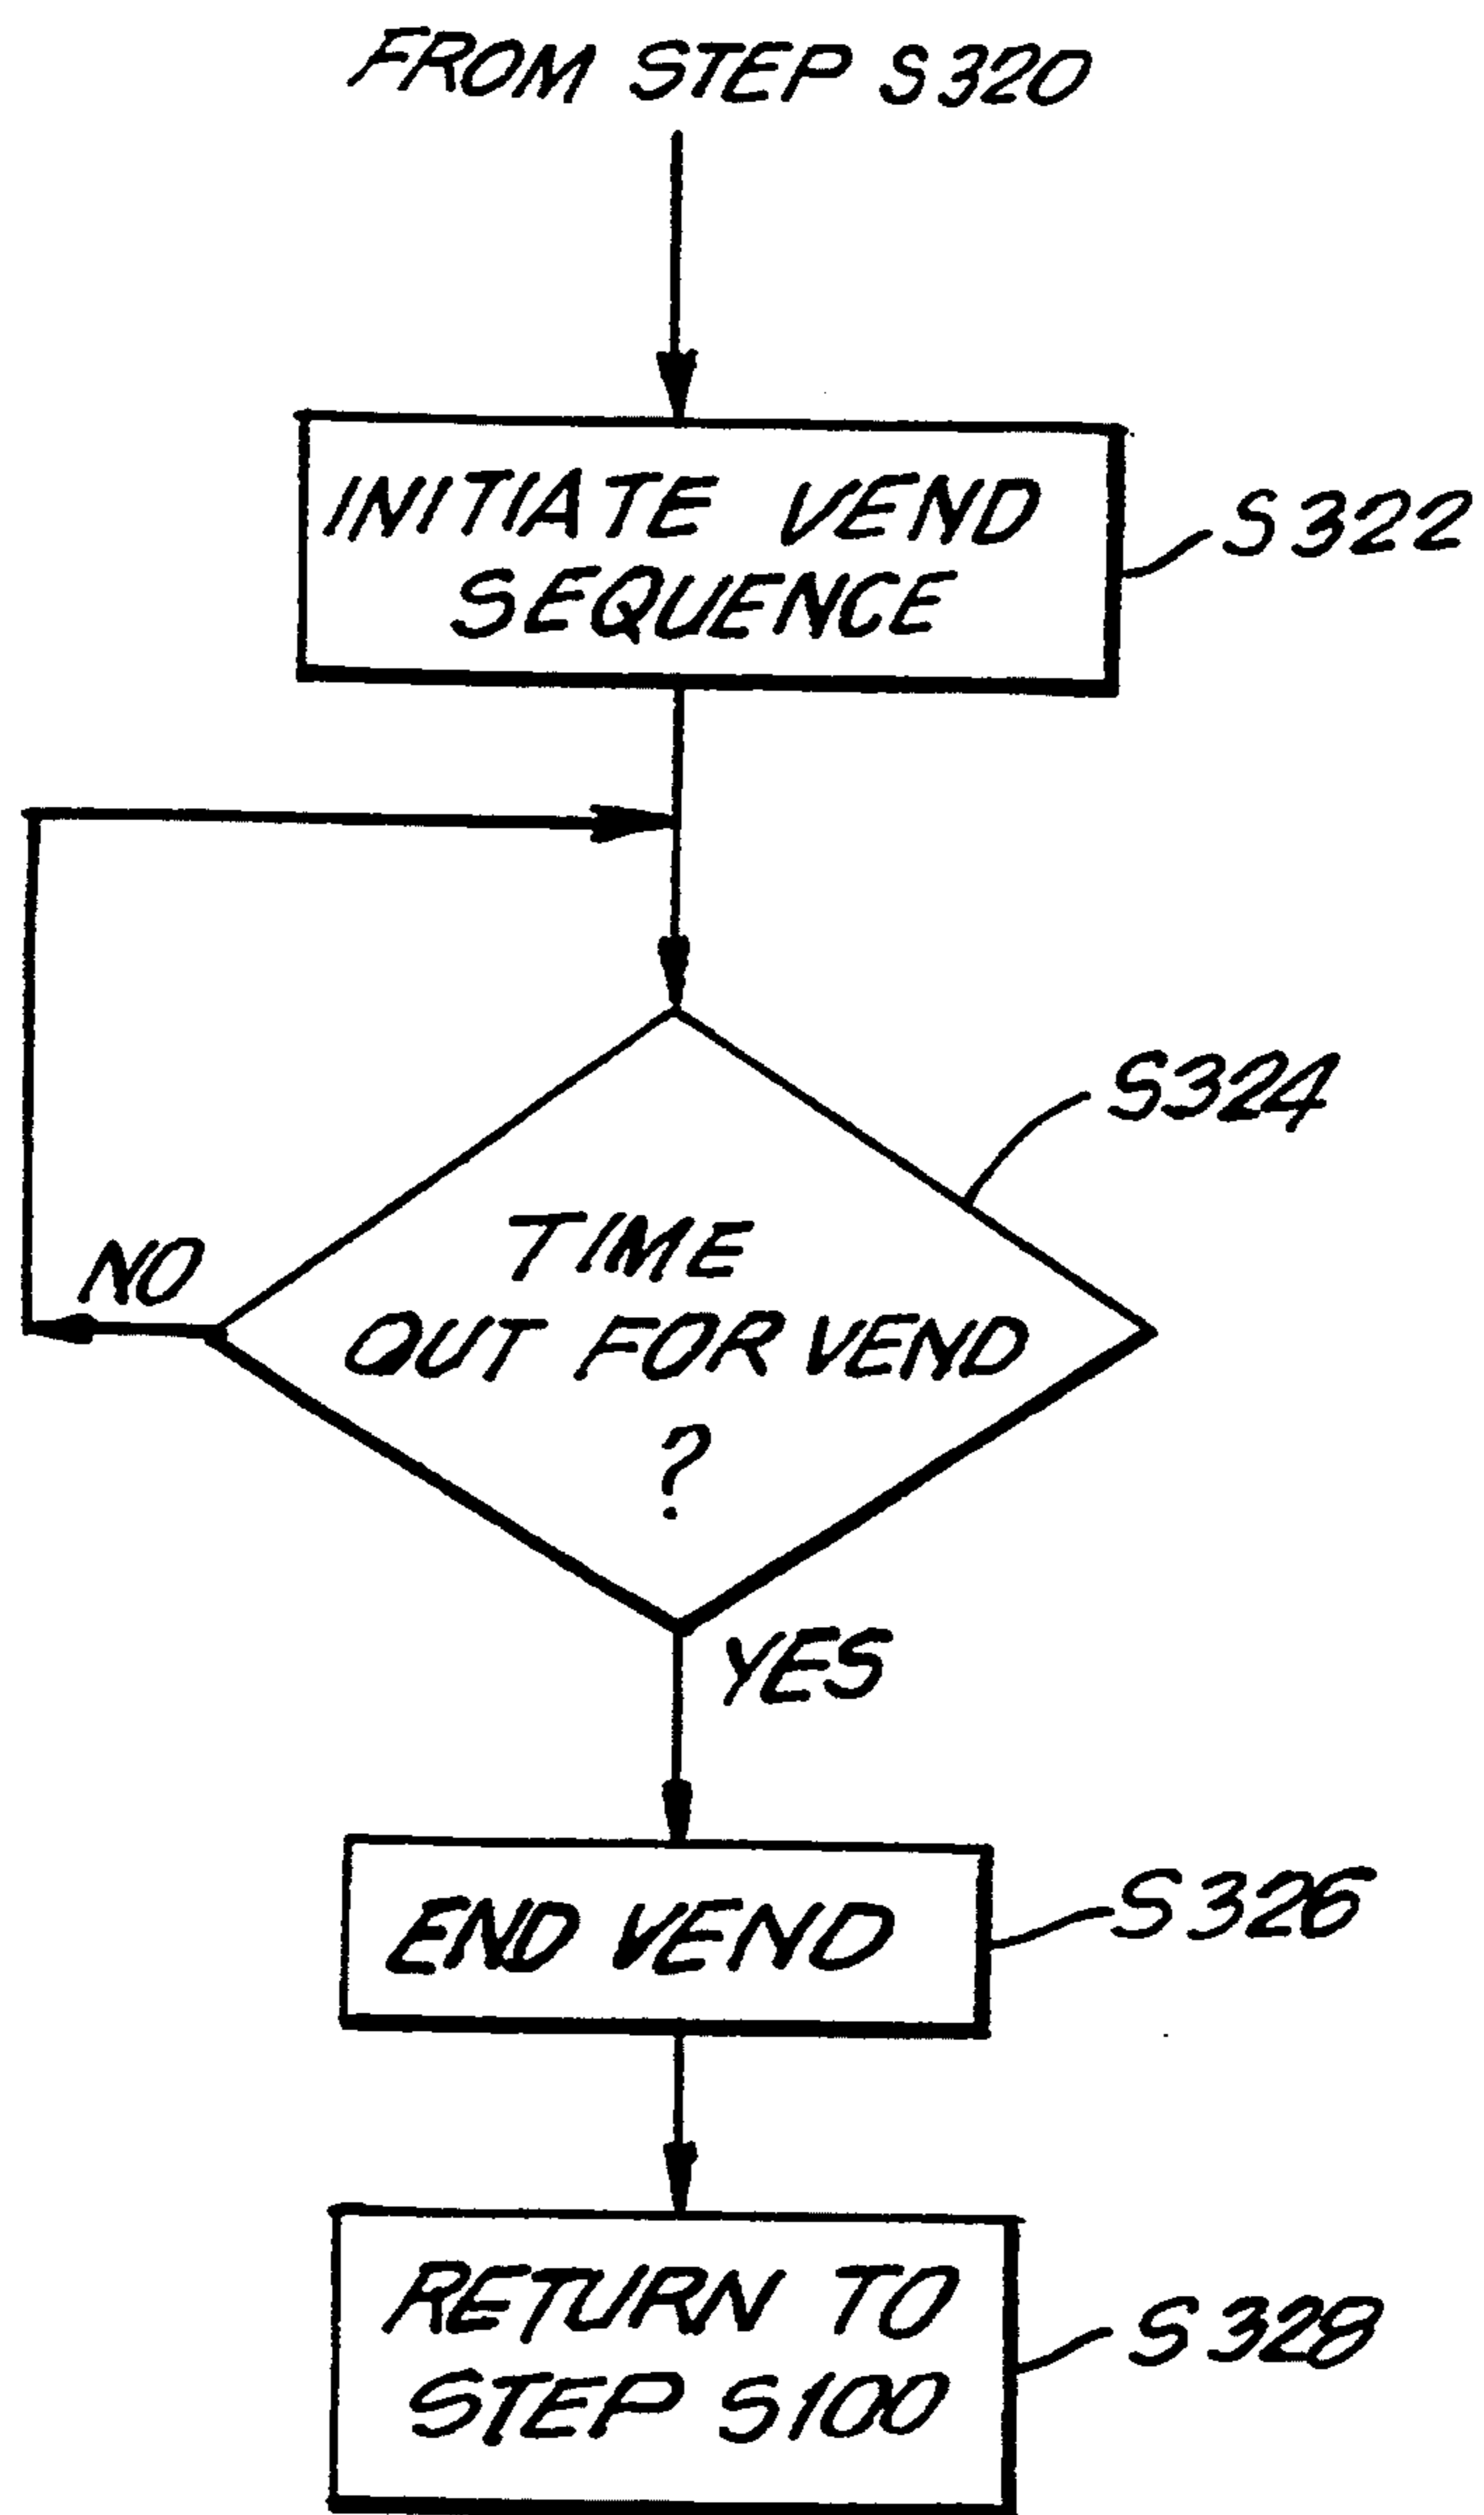 FROM STEP S320
INITIATE VEND
SEQUENCE
S322
S324
TIME
OUT FOR VEND
?
NO
YES
END VEND
S326
RETURN TO
STEP S100
S328